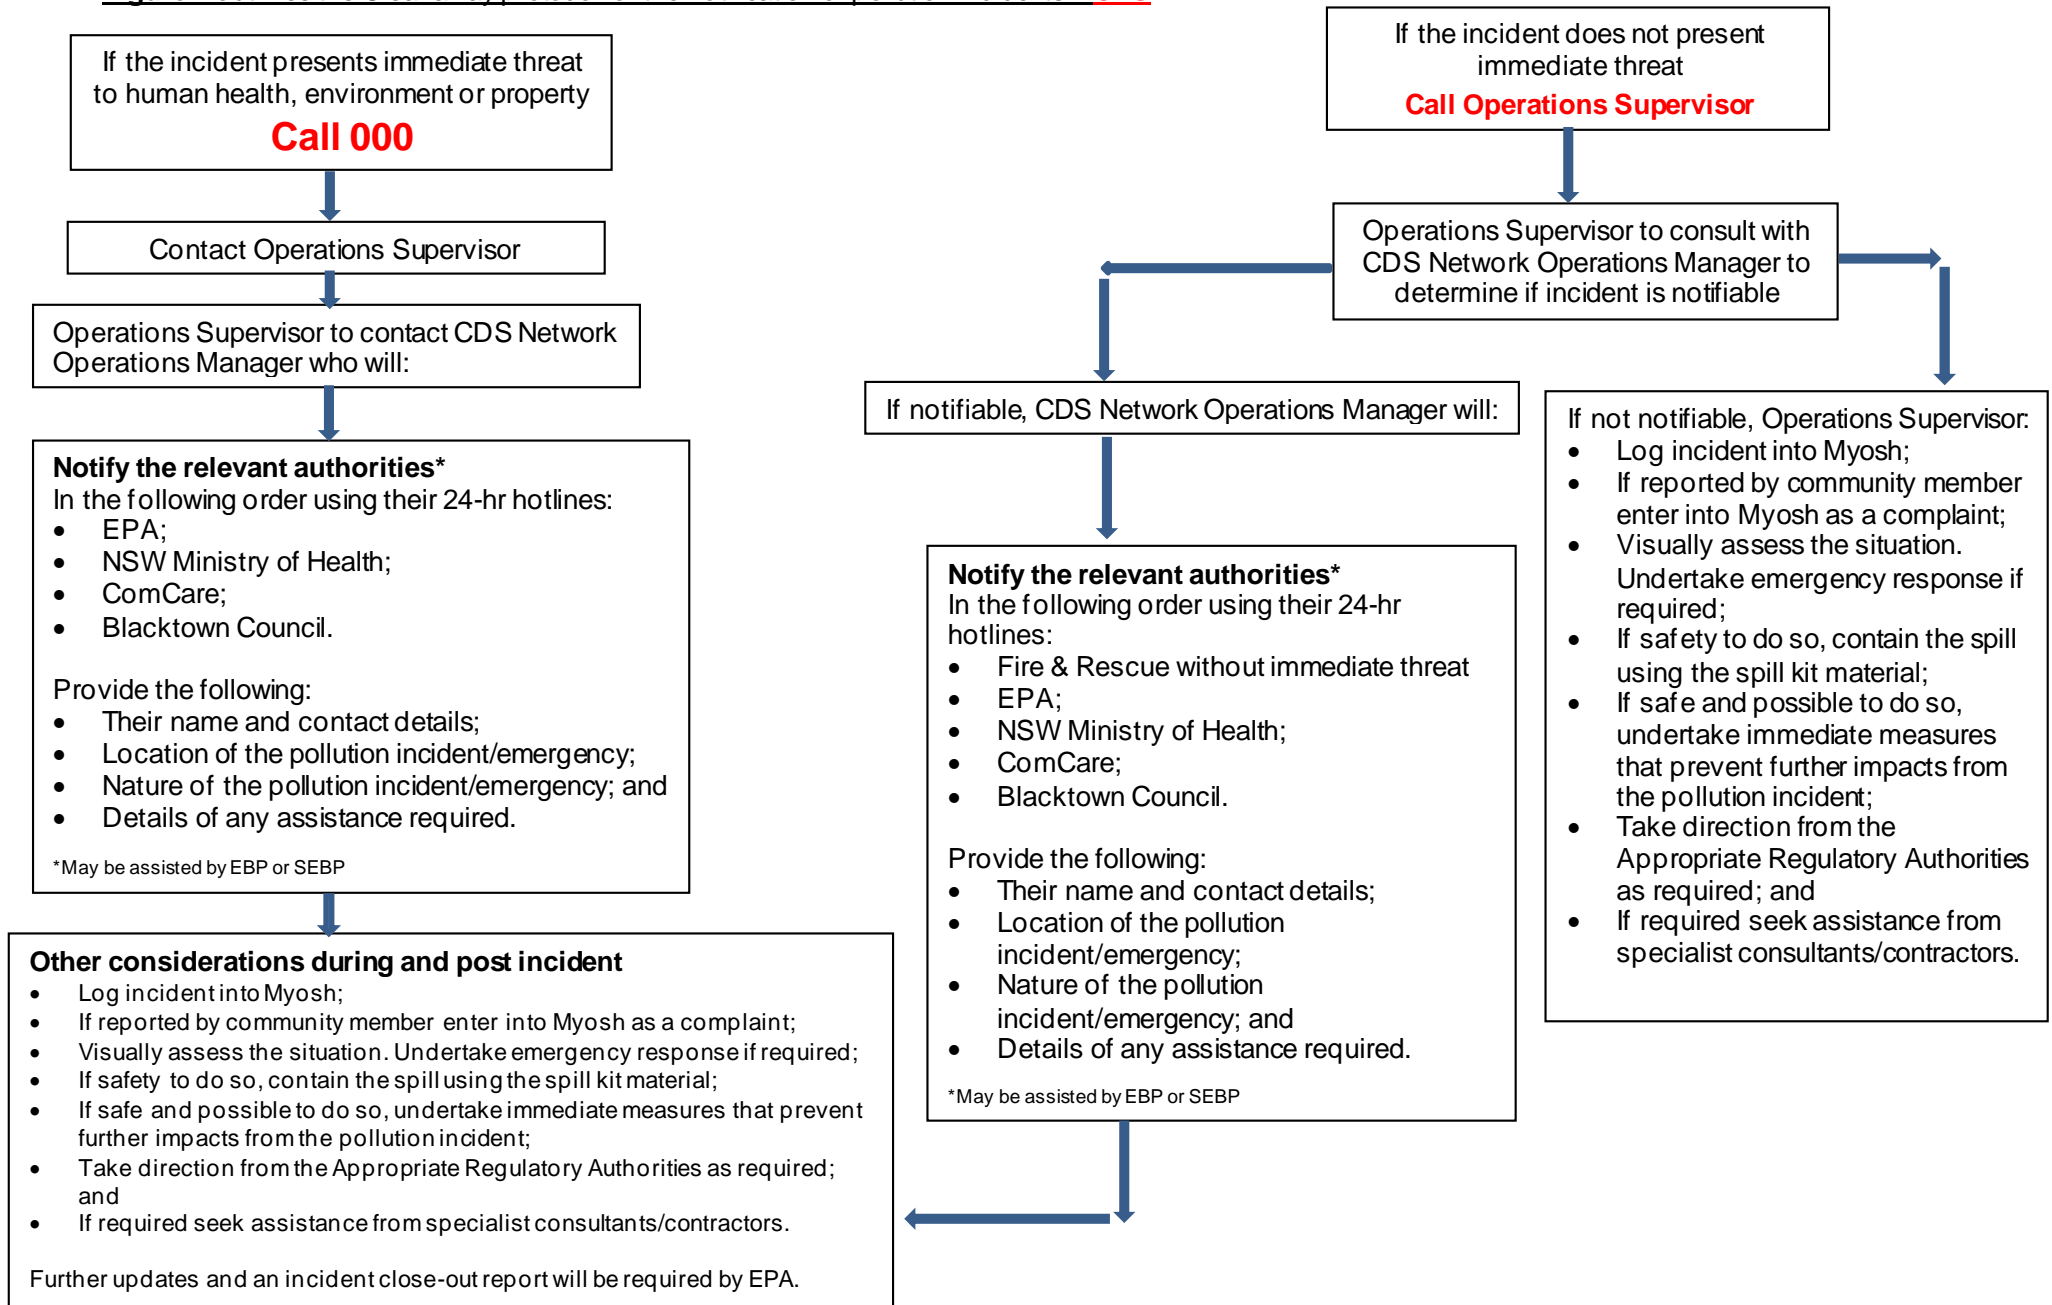 If the incident presents immediate threat
to human health, environment or property
Call 000
Contact Operations Supervisor
Operations Supervisor to contact CDS Network
Operations Manager who will:
Notify the relevant authorities*
In the following order using their 24-hr hotlines:
• EPA;
• NSW Ministry of Health;
• ComCare;
• Blacktown Council.
Provide the following:
• Their name and contact details;
• Location of the pollution incident/emergency;
• Nature of the pollution incident/emergency; and
• Details of any assistance required.
*May be assisted by EBP or SEBP
Other considerations during and post incident
• Log incident into Myosh;
• If reported by community member enter into Myosh as a complaint;
• Visually assess the situation. Undertake emergency response if required;
• If safety to do so, contain the spill using the spill kit material;
• If safe and possible to do so, undertake immediate measures that prevent
further impacts from the pollution incident;
• Take direction from the Appropriate Regulatory Authorities as required;
and
• If required seek assistance from specialist consultants/contractors.
Further updates and an incident close-out report will be required by EPA.
If the incident does not present
immediate threat
Call Operations Supervisor
Operations Supervisor to consult with
CDS Network Operations Manager to
determine if incident is notifiable
If notifiable, CDS Network Operations Manager will:
Notify the relevant authorities*
In the following order using their 24-hr
hotlines:
• Fire & Rescue without immediate threat
• EPA;
• NSW Ministry of Health;
• ComCare;
• Blacktown Council.
Provide the following:
• Their name and contact details;
• Location of the pollution
incident/emergency;
• Nature of the pollution
incident/emergency; and
• Details of any assistance required.
*May be assisted by EBP or SEBP
If not notifiable, Operations Supervisor:
• Log incident into Myosh;
• If reported by community member
enter into Myosh as a complaint;
• Visually assess the situation.
Undertake emergency response if
required;
• If safety to do so, contain the spill
using the spill kit material;
• If safe and possible to do so,
undertake immediate measures
that prevent further impacts from
the pollution incident;
• Take direction from the
Appropriate Regulatory Authorities
as required; and
• If required seek assistance from
specialist consultants/contractors.